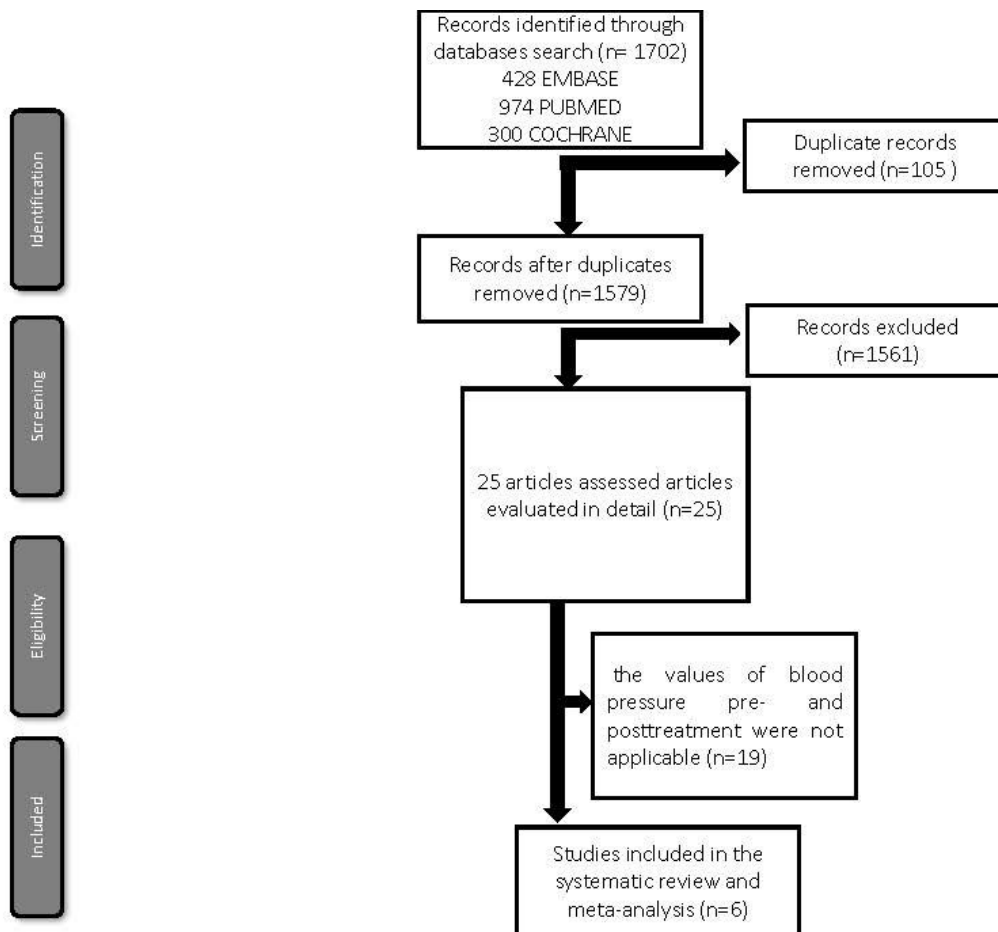 Records identified through
databases search (n= 1702)
428 EMBASE
974 PUBMED
300 COCHRANE
Duplicate records
removed (n=105 )
Identification
Records after duplicates
removed (n=1579)
Records excluded
(n=1561)
Screening
25 articles assessed articles
evaluated in detail (n=25)
Eligibility
the values of blood
pressure pre- and
posttreatment were not
applicable (n=19)
Included
Studies included in the
systematic review and
meta-analysis (n=6)